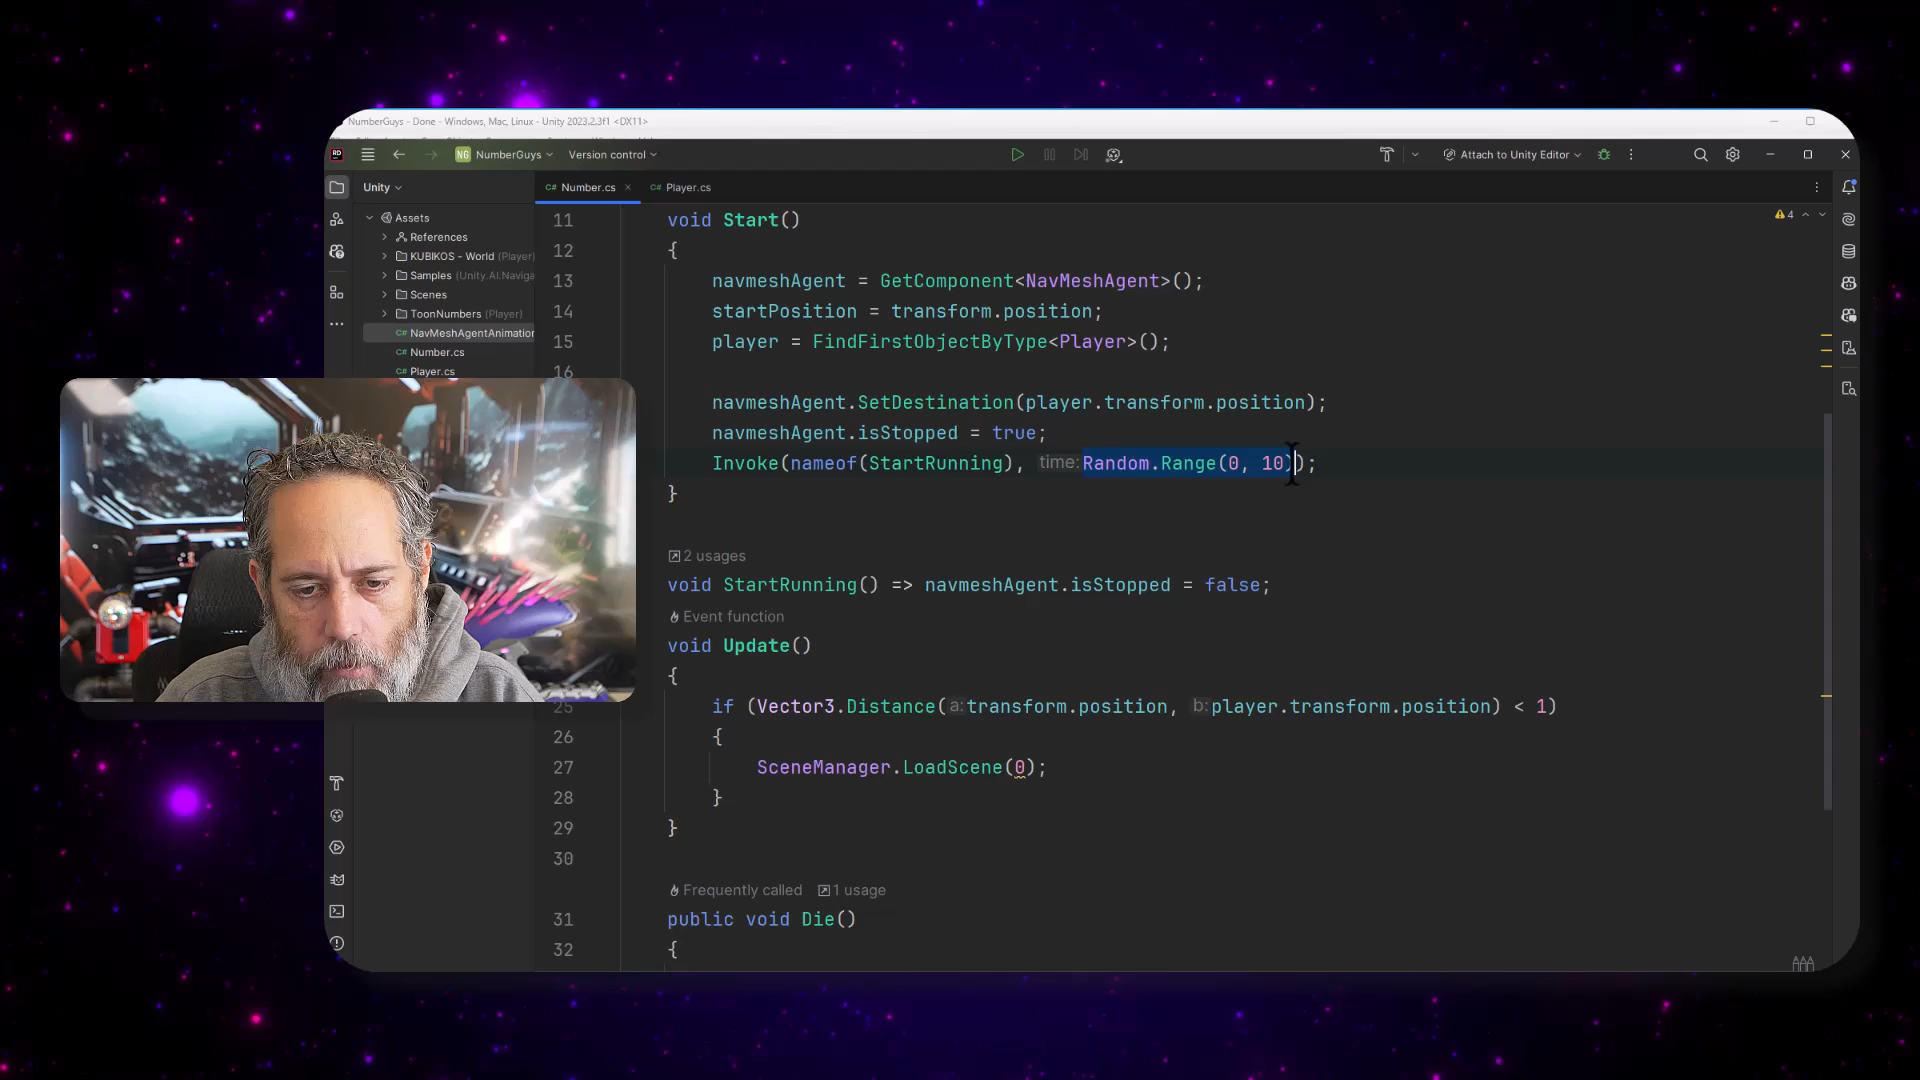 NumberGuys - Done - Windows, Mac, Linux - Unity 2023.2.3f1 <DX11>
RD
NG NumberGuys Version control Attach to Unity Editor
Unity C# Number.cs × C# Player.cs
Assets
References
KUBIKOS - World (Player)
Samples (Unity.AI.Naviga
Scenes
ToonNumbers (Player)
C# NavMeshAgentAnimation
C# Number.cs
C# Player.cs
4
11 void Start()
12 {
13 navmeshAgent = GetComponent<NavMeshAgent>();
14 startPosition = transform.position;
15 player = FindFirstObjectByType<Player>();
16
navmeshAgent.SetDestination(player.transform.position);
navmeshAgent.isStopped = true;
Invoke(nameof(StartRunning), time: Random.Range(0, 10));
}
2 usages
void StartRunning() => navmeshAgent.isStopped = false;
Event function
void Update()
{
25 if (Vector3.Distance(a: transform.position, b: player.transform.position) < 1)
26 {
27 SceneManager.LoadScene(0);
28 }
29 }
30
Frequently called 1 usage
31 public void Die()
32 {